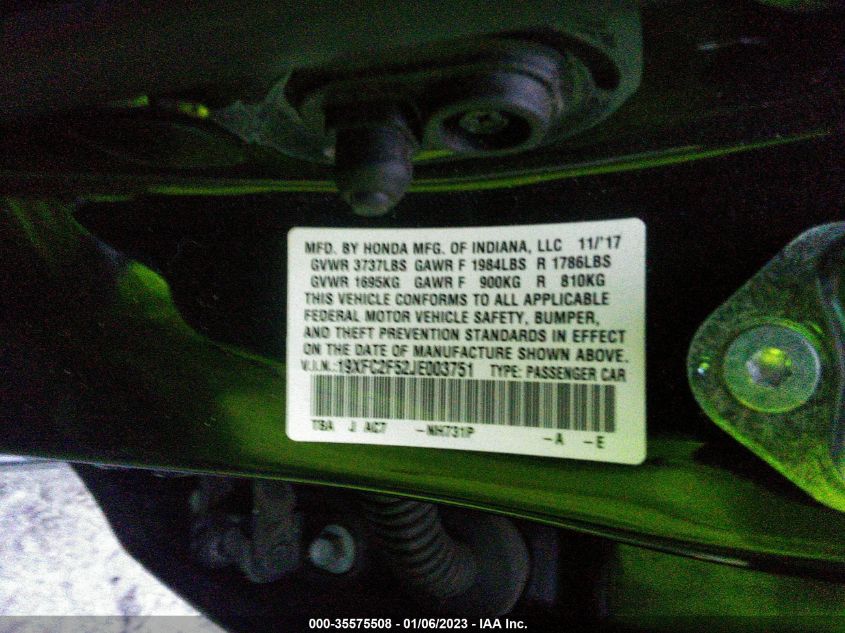 MFD. BY HONDA MFG. OF INDIANA, LLC 11/'17
GVWR 3737LBS GAWR F 1984LBS R 1786LBS
GVWR 1695KG GAWR F 900KG R 810KG
THIS VEHICLE CONFORMS TO ALL APPLICABLE
FEDERAL MOTOR VEHICLE SAFETY, BUMPER,
AND THEFT PREVENTION STANDARDS IN EFFECT
ON THE DATE OF MANUFACTURE SHOWN ABOVE.
V.I.N.: 19XFC2F52JE003751 TYPE: PASSENGER CAR
TBA J AC7 -NH731P -A -E
000-35575508 - 01/06/2023 - IAA Inc.